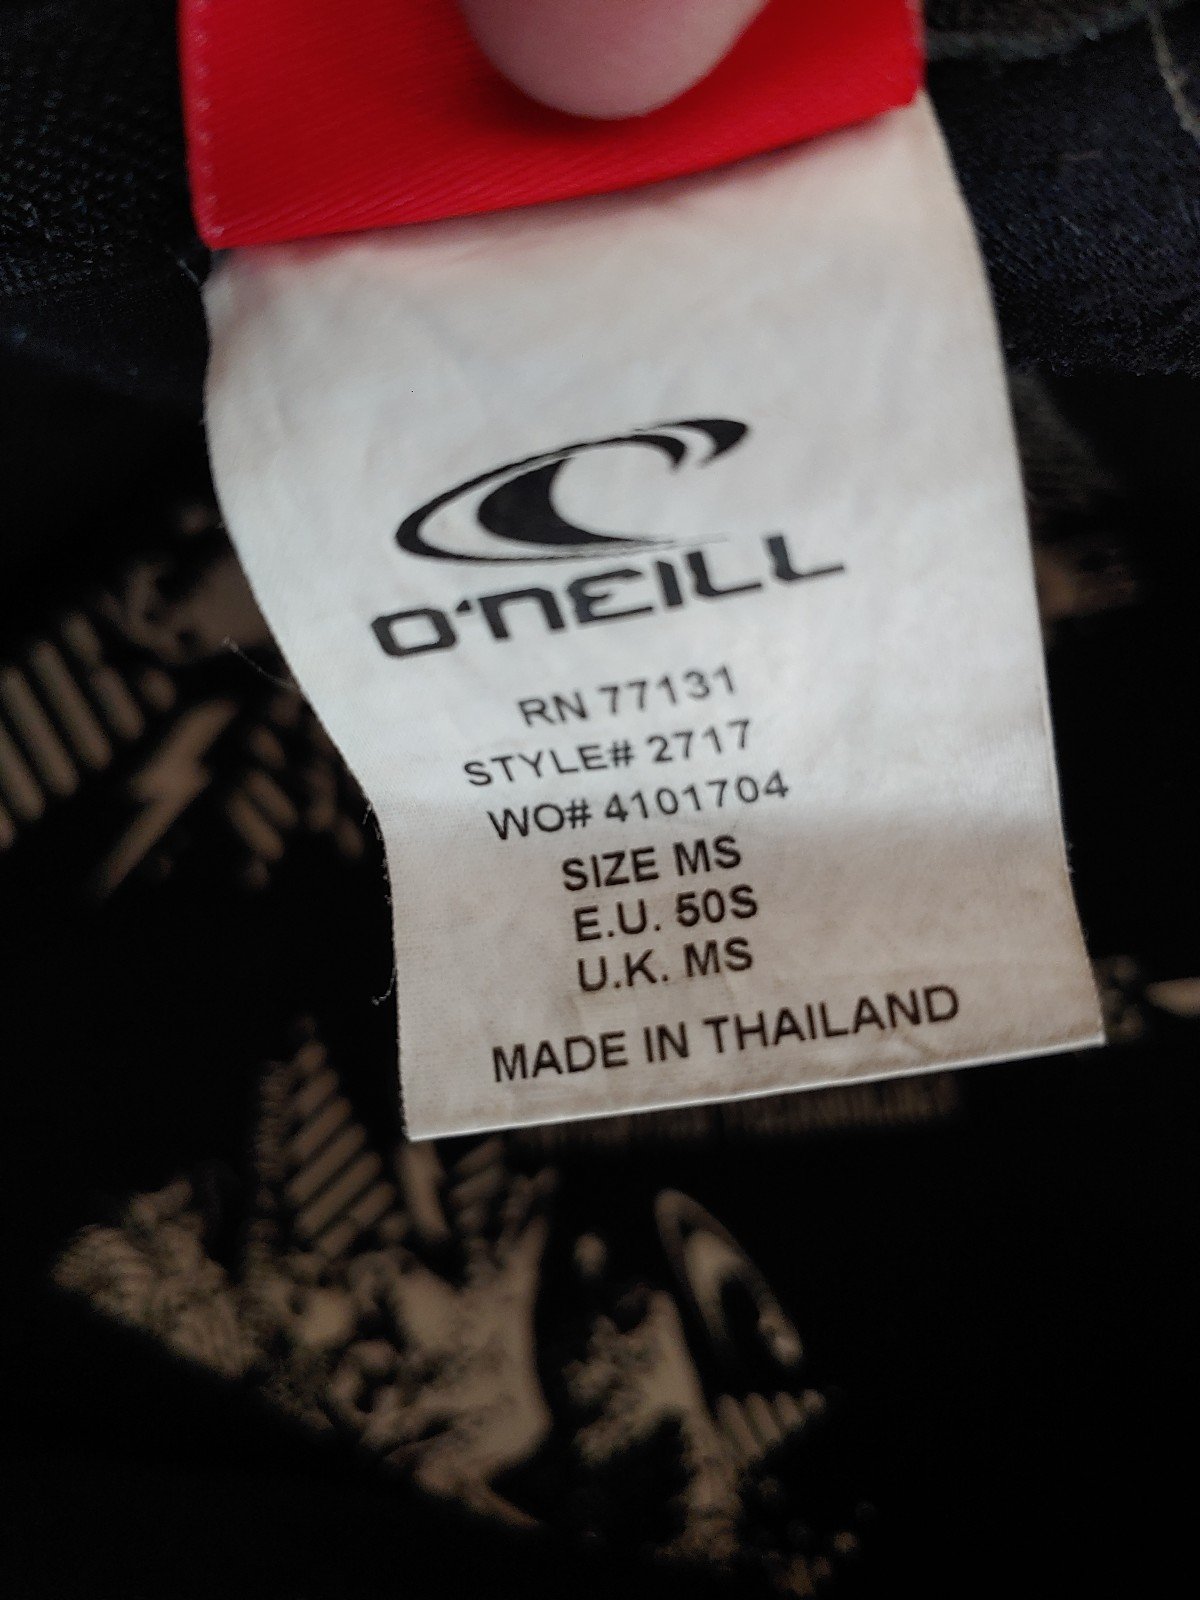 O'NEILL
RN 77131
STYLE# 2717
WO# 4101704
SIZE MS
E.U. 50S
U.K. MS
MADE IN THAILAND